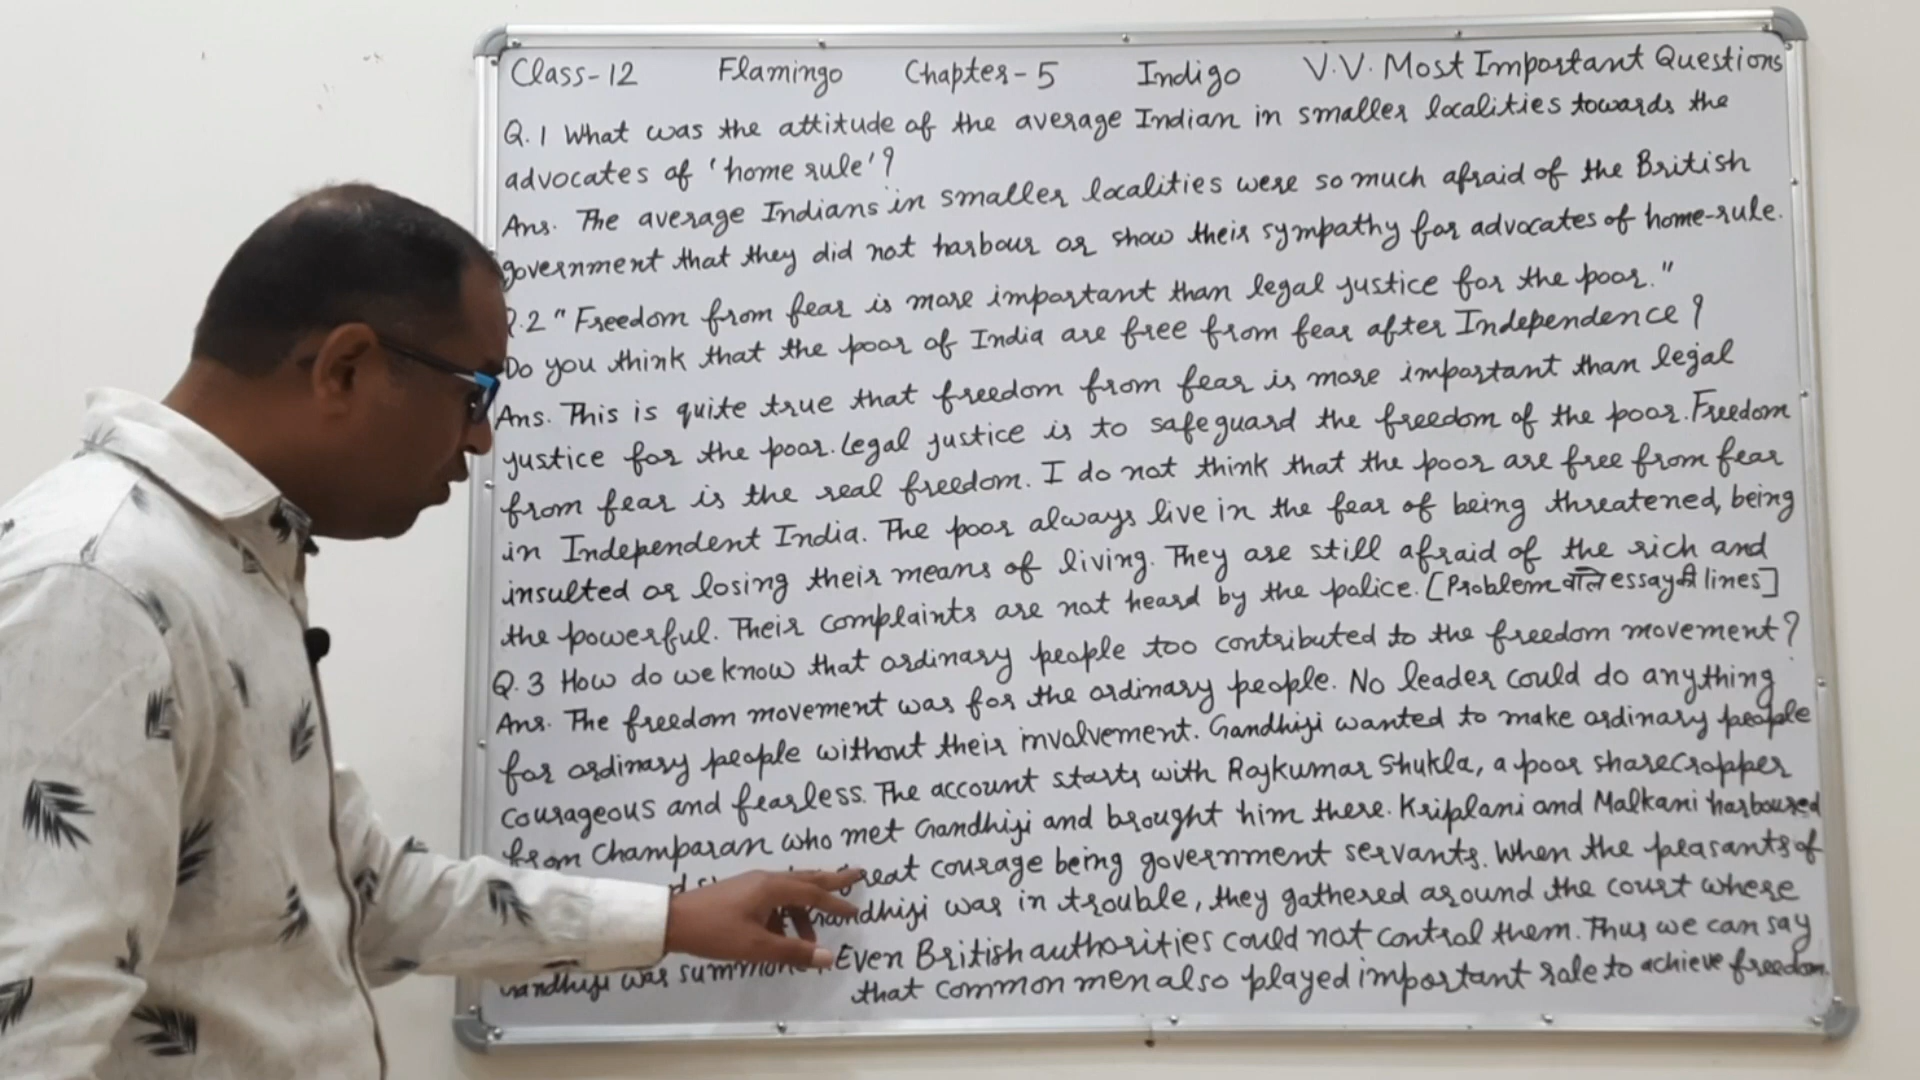 Class-12 Flamingo Chapter-5 Indigo V.V. Most Important Questions
Q.1 What was the attitude of the average Indian in smaller localities towards the
advocates of 'home rule'?
Ans. The average Indians in smaller localities were so much afraid of the British
government that they did not harbour or show their sympathy for advocates of home-rule.
Q.2 "Freedom from fear is more important than legal justice for the poor."
Do you think that the poor of India are free from fear after Independence?
Ans. This is quite true that freedom from fear is more important than legal
justice for the poor. Legal justice is to safeguard the freedom of the poor. Freedom
from fear is the real freedom. I do not think that the poor are free from fear
in Independent India. The poor always live in the fear of being threatened, being
insulted or losing their means of living. They are still afraid of the rich and
the powerful. Their complaints are not heard by the police. [Problem वाले essay की lines]
Q.3 How do we know that ordinary people too contributed to the freedom movement?
Ans. The freedom movement was for the ordinary people. No leader could do anything
for ordinary people without their involvement. Gandhiji wanted to make ordinary people
courageous and fearless. The account starts with Rajkumar Shukla, a poor sharecropper
from Champaran who met Gandhiji and brought him there. Kriplani and Malkani harboured
great courage being government servants. When the peasants of
Gandhiji was in trouble, they gathered around the court where
Gandhiji was Even British authorities could not control them. Thus we can say
that common men also played important role to achieve freedom.